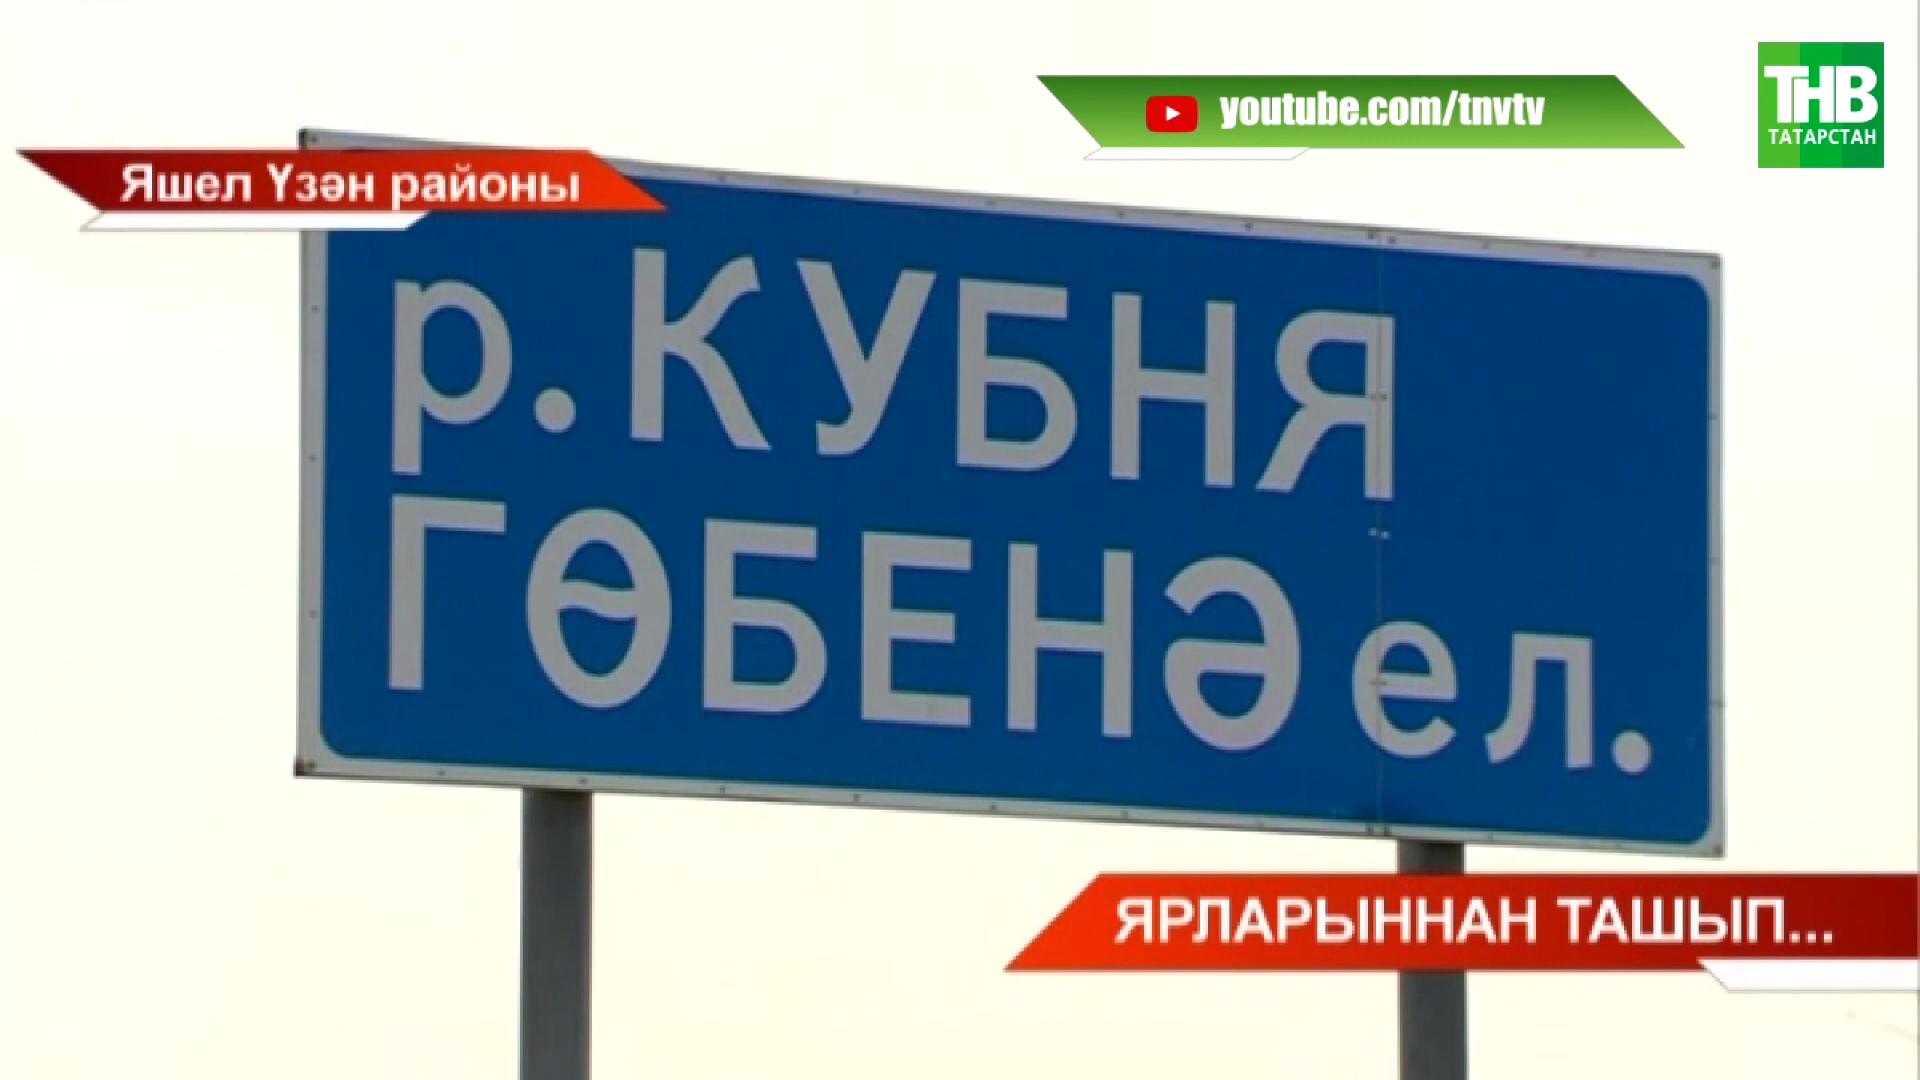 youtube.com/tnvtv
ТНВ
ТАТАРСТАН
Яшел Үзән районы
р. КУБНЯ
ГӨБЕНӘ ел.
ЯРЛАРЫННАН ТАШЫП...